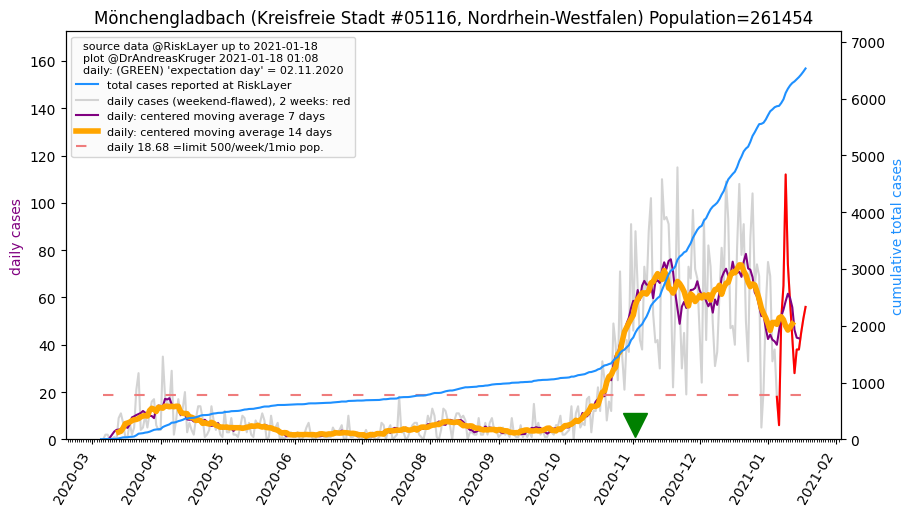 Mönchengladbach (Kreisfreie Stadt #05116, Nordrhein-Westfalen) Population=261454
source data @RiskLayer up to 2021-01-18
plot @DrAndreasKruger 2021-01-18 01:08
daily: (GREEN) 'expectation day' = 02.11.2020
total cases reported at RiskLayer
daily cases (weekend-flawed), 2 weeks: red
daily: centered moving average 7 days
daily: centered moving average 14 days
daily 18.68 =limit 500/week/1mio pop.
daily cases
160
140
120
100
80
60
40
20
0
cumulative total cases
7000
6000
5000
4000
3000
2000
1000
0
2020-03
2020-04
2020-05
2020-06
2020-07
2020-08
2020-09
2020-10
2020-11
2020-12
2021-01
2021-02